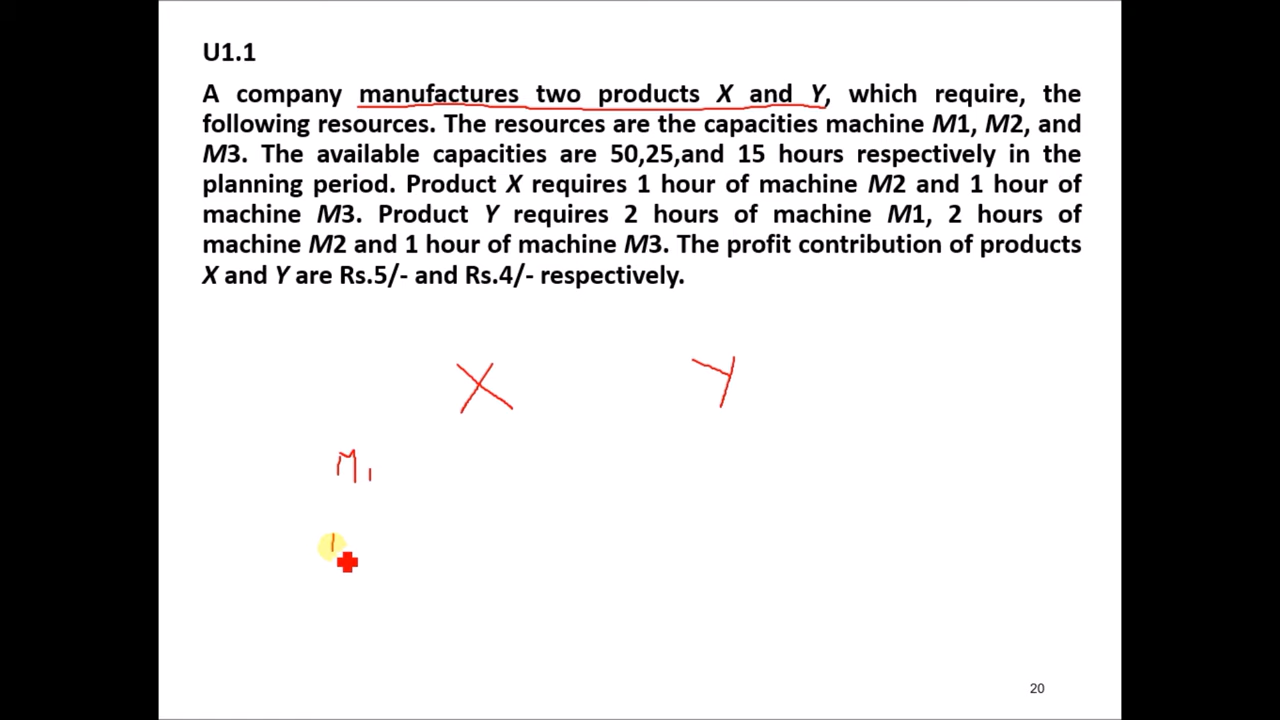 U1.1
A company manufactures two products X and Y, which require, the
following resources. The resources are the capacities machine M1, M2, and
M3. The available capacities are 50,25,and 15 hours respectively in the
planning period. Product X requires 1 hour of machine M2 and 1 hour of
machine M3. Product Y requires 2 hours of machine M1, 2 hours of
machine M2 and 1 hour of machine M3. The profit contribution of products
X and Y are Rs.5/- and Rs.4/- respectively.
X Y
M1
20